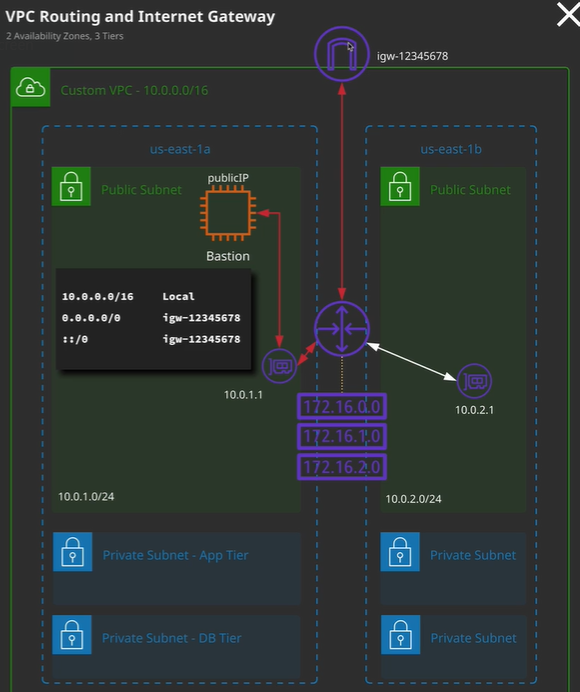 VPC Routing and Internet Gateway
2 Availability Zones, 3 Tiers
igw-12345678
Custom VPC - 10.0.0.0/16
us-east-1a
us-east-1b
Public Subnet
publicIP
Public Subnet
Bastion
10.0.0.0/16 Local
0.0.0.0/0 igw-12345678
::/0 igw-12345678
10.0.1.1
10.0.2.1
172.16.0.0
172.16.1.0
172.16.2.0
10.0.1.0/24
10.0.2.0/24
Private Subnet - App Tier
Private Subnet
Private Subnet - DB Tier
Private Subnet